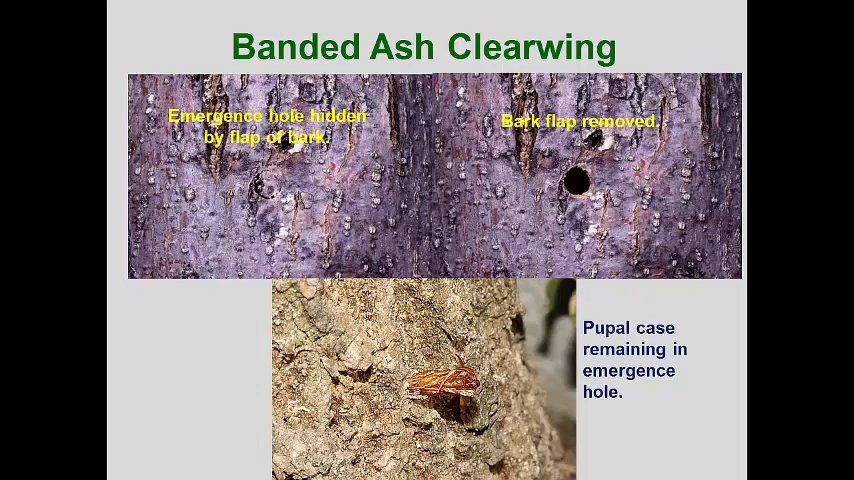 Banded Ash Clearwing
Emergence hole hidden
by flap of bark.
Bark flap removed.
Pupal case
remaining in
emergence
hole.